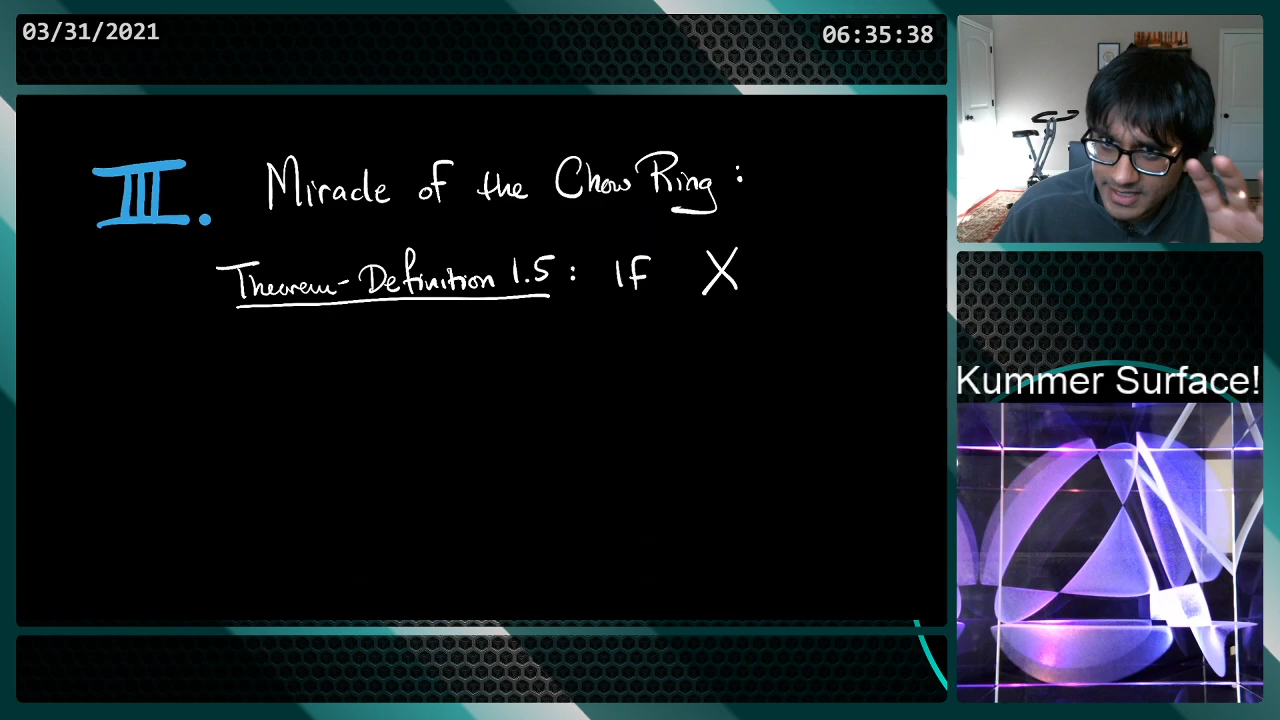 03/31/2021
06:35:38
III. Miracle of the Chow Ring:
Theorem-Definition 1.5: If X
Kummer Surface!